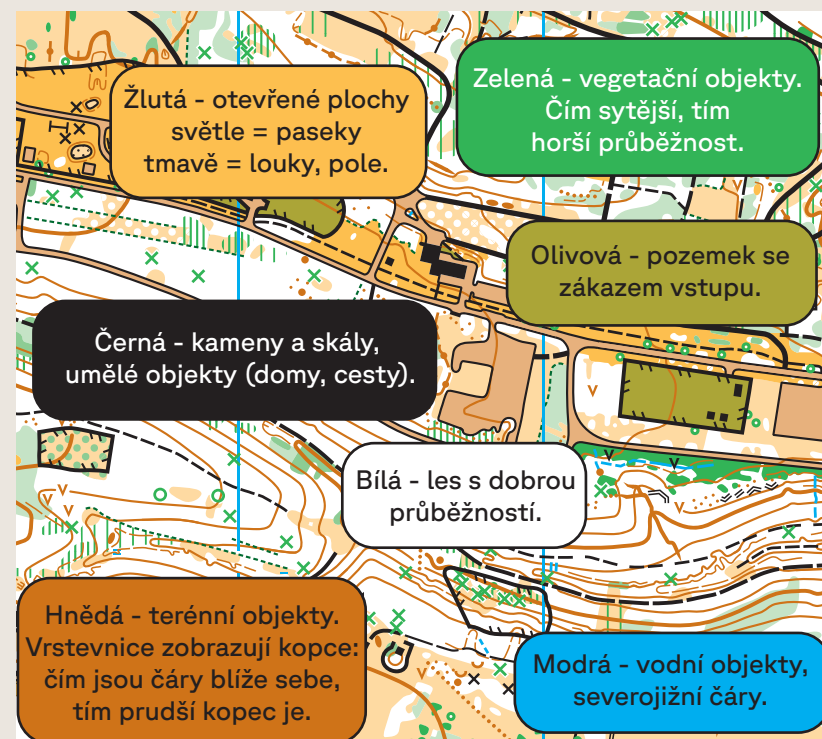 Žlutá - otevřené plochy
světle = paseky
tmavě = louky, pole.
Zelená - vegetační objekty.
Čím sytější, tím
horší průběžnost.
Olivová - pozemek se
zákazem vstupu.
Černá - kameny a skály,
umělé objekty (domy, cesty).
Bílá - les s dobrou
průběžností.
Hnědá - terénní objekty.
Vrstevnice zobrazují kopce:
čím jsou čáry blíže sebe,
tím prudší kopec je.
Modrá - vodní objekty,
severojižní čáry.